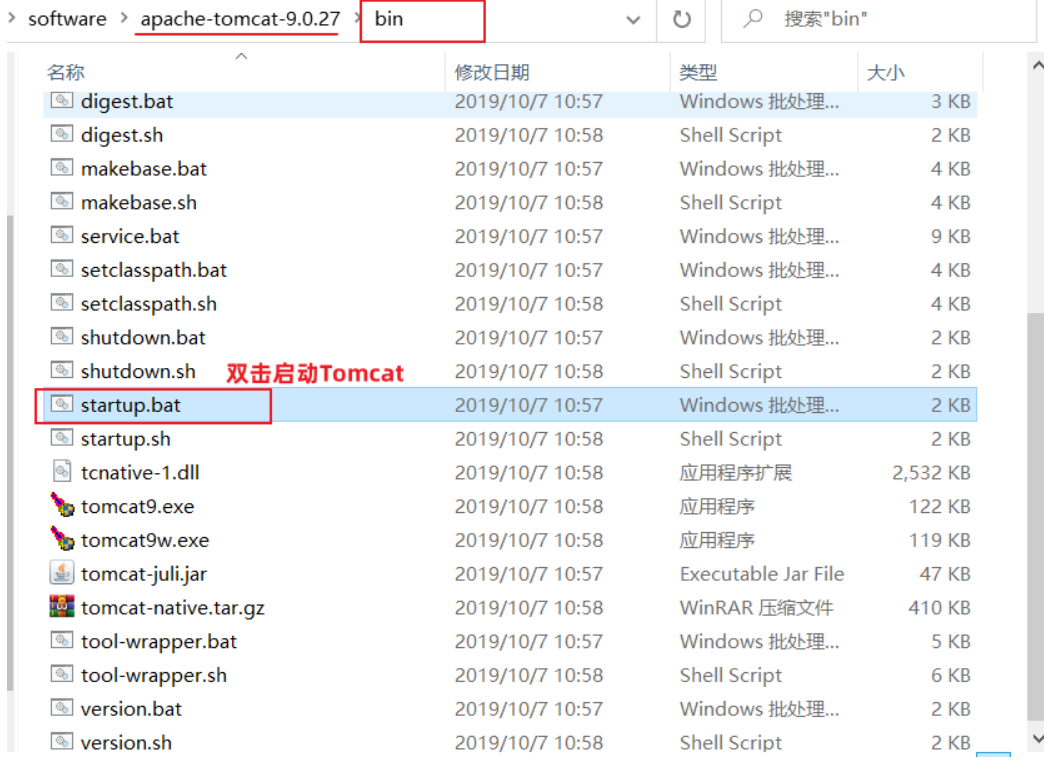 software apache-tomcat-9.0.27 bin 搜索"bin"
名称 修改日期 类型 大小
digest.bat 2019/10/7 10:57 Windows 批处理... 3 KB
digest.sh 2019/10/7 10:58 Shell Script 2 KB
makebase.bat 2019/10/7 10:57 Windows 批处理... 4 KB
makebase.sh 2019/10/7 10:58 Shell Script 4 KB
service.bat 2019/10/7 10:57 Windows 批处理... 9 KB
setclasspath.bat 2019/10/7 10:57 Windows 批处理... 4 KB
setclasspath.sh 2019/10/7 10:58 Shell Script 4 KB
shutdown.bat 2019/10/7 10:57 Windows 批处理... 2 KB
shutdown.sh 双击启动Tomcat 2019/10/7 10:58 Shell Script 2 KB
startup.bat 2019/10/7 10:57 Windows 批处理... 2 KB
startup.sh 2019/10/7 10:58 Shell Script 2 KB
tcnative-1.dll 2019/10/7 10:58 应用程序扩展 2,532 KB
tomcat9.exe 2019/10/7 10:58 应用程序 122 KB
tomcat9w.exe 2019/10/7 10:58 应用程序 119 KB
tomcat-juli.jar 2019/10/7 10:57 Executable Jar File 47 KB
tomcat-native.tar.gz 2019/10/7 10:58 WinRAR 压缩文件 410 KB
tool-wrapper.bat 2019/10/7 10:57 Windows 批处理... 5 KB
tool-wrapper.sh 2019/10/7 10:58 Shell Script 6 KB
version.bat 2019/10/7 10:57 Windows 批处理... 2 KB
version.sh 2019/10/7 10:58 Shell Script 2 KB